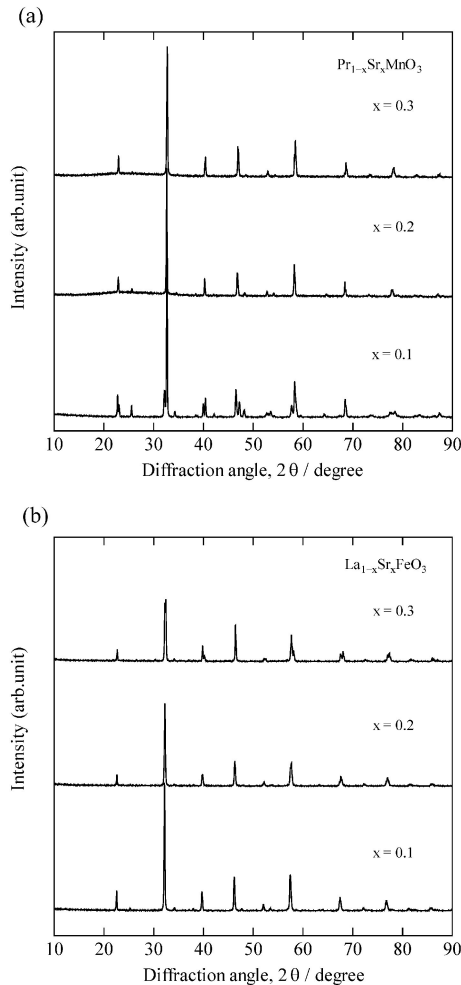 (a)
Pr1−xSrxMnO3
x = 0.3
x = 0.2
x = 0.1
Intensity (arb.unit)
10 20 30 40 50 60 70 80 90
Diffraction angle, 2 θ / degree
(b)
La1−xSrxFeO3
x = 0.3
x = 0.2
x = 0.1
Intensity (arb.unit)
10 20 30 40 50 60 70 80 90
Diffraction angle, 2 θ / degree